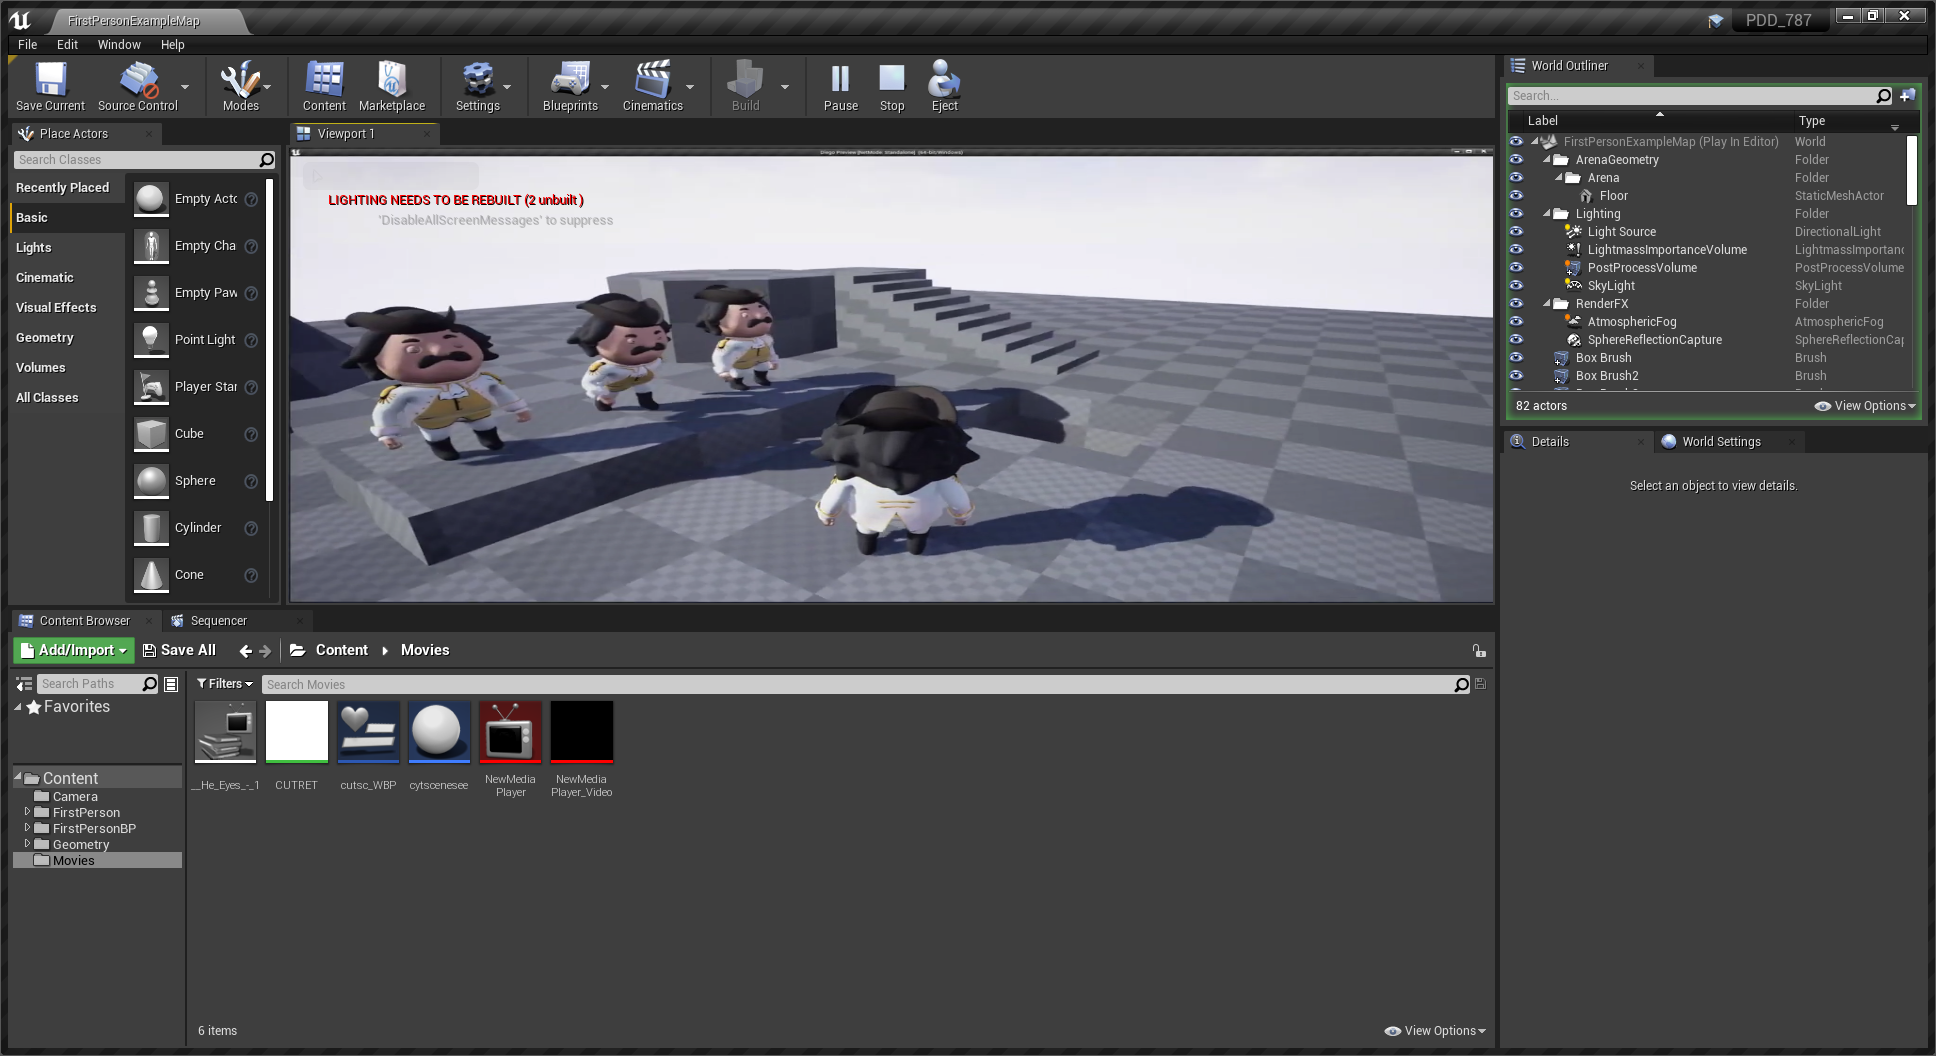 FirstPersonExampleMap
PDD_787
File Edit Window Help
Save Current
Source Control
Modes
Content
Marketplace
Settings
Blueprints
Cinematics
Build
Pause
Stop
Eject
Place Actors
Search Classes
Recently Placed
Basic
Lights
Cinematic
Visual Effects
Geometry
Volumes
All Classes
Empty Actc
Empty Cha
Empty Paw
Point Light
Player Star
Cube
Sphere
Cylinder
Cone
Viewport 1
Diego Preview [NetMode: Standalone] (64-bit/Windows)
LIGHTING NEEDS TO BE REBUILT (2 unbuilt )
'DisableAllScreenMessages' to suppress
World Outliner
Search...
Label Type
FirstPersonExampleMap (Play In Editor) World
ArenaGeometry Folder
Arena Folder
Floor StaticMeshActor
Lighting Folder
Light Source DirectionalLight
LightmassImportanceVolume LightmassImportanc
PostProcessVolume PostProcessVolume
SkyLight SkyLight
RenderFX Folder
AtmosphericFog AtmosphericFog
SphereReflectionCapture SphereReflectionCap
Box Brush Brush
Box Brush2 Brush
82 actors View Options
Details
World Settings
Select an object to view details.
Content Browser
Sequencer
Add/Import
Save All
Content
Movies
Search Paths
Favorites
Content
Camera
FirstPerson
FirstPersonBP
Geometry
Movies
Filters
Search Movies
__He_Eyes_-_1
CUTRET
cutsc_WBP
cytscenesee
NewMedia
Player
NewMedia
Player_Video
6 items
View Options